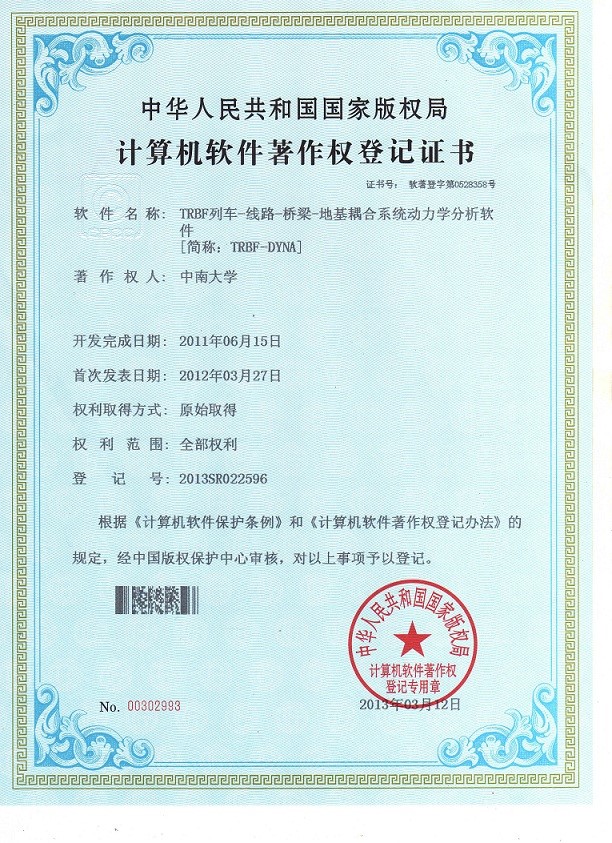 中华人民共和国国家版权局
计算机软件著作权登记证书
证书号： 软著登字第0528358号
软件名称： TRBF列车-线路-桥梁-地基耦合系统动力学分析软
件
[简称：TRBF-DYNA]
著作权人： 中南大学
开发完成日期： 2011年06月15日
首次发表日期： 2012年03月27日
权利取得方式： 原始取得
权利范围： 全部权利
登记号： 2013SR022596
根据《计算机软件保护条例》和《计算机软件著作权登记办法》的
规定，经中国版权保护中心审核，对以上事项予以登记。
中华人民共和国国家版权局
计算机软件著作权
登记专用章
No. 00302993
2013年03月12日